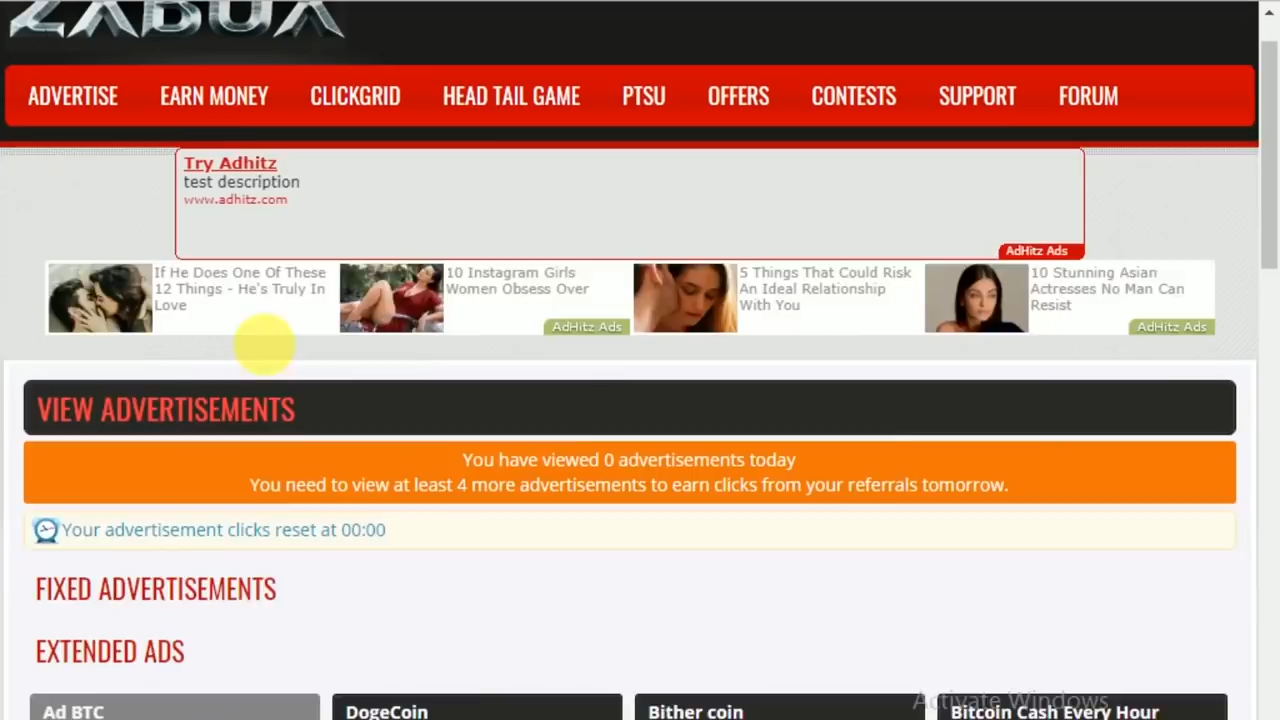 ZXBUX
ADVERTISE EARN MONEY CLICKGRID HEAD TAIL GAME PTSU OFFERS CONTESTS SUPPORT FORUM
Try Adhitz
test description
www.adhitz.com
AdHitz Ads
If He Does One Of These
12 Things - He's Truly In
Love
10 Instagram Girls
Women Obsess Over
AdHitz Ads
5 Things That Could Risk
An Ideal Relationship
With You
10 Stunning Asian
Actresses No Man Can
Resist
AdHitz Ads
VIEW ADVERTISEMENTS
You have viewed 0 advertisements today
You need to view at least 4 more advertisements to earn clicks from your referrals tomorrow.
Your advertisement clicks reset at 00:00
FIXED ADVERTISEMENTS
EXTENDED ADS
Ad BTC
DogeCoin
Bither coin
Bitcoin Cash Every Hour
Activate Windows